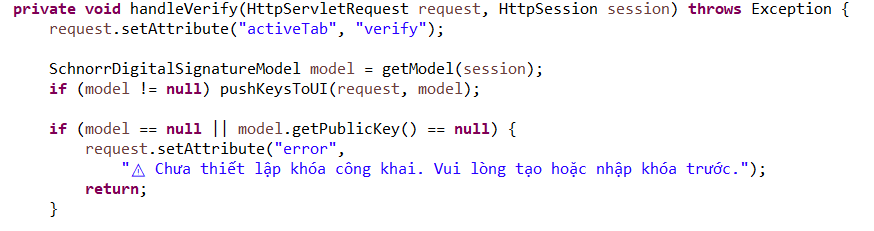 private void handleVerify(HttpServletRequest request, HttpSession session) throws Exception {
request.setAttribute("activeTab", "verify");
SchnorrDigitalSignatureModel model = getModel(session);
if (model != null) pushKeysToUI(request, model);
if (model == null || model.getPublicKey() == null) {
request.setAttribute("error",
"⚠ Chưa thiết lập khóa công khai. Vui lòng tạo hoặc nhập khóa trước.");
return;
}